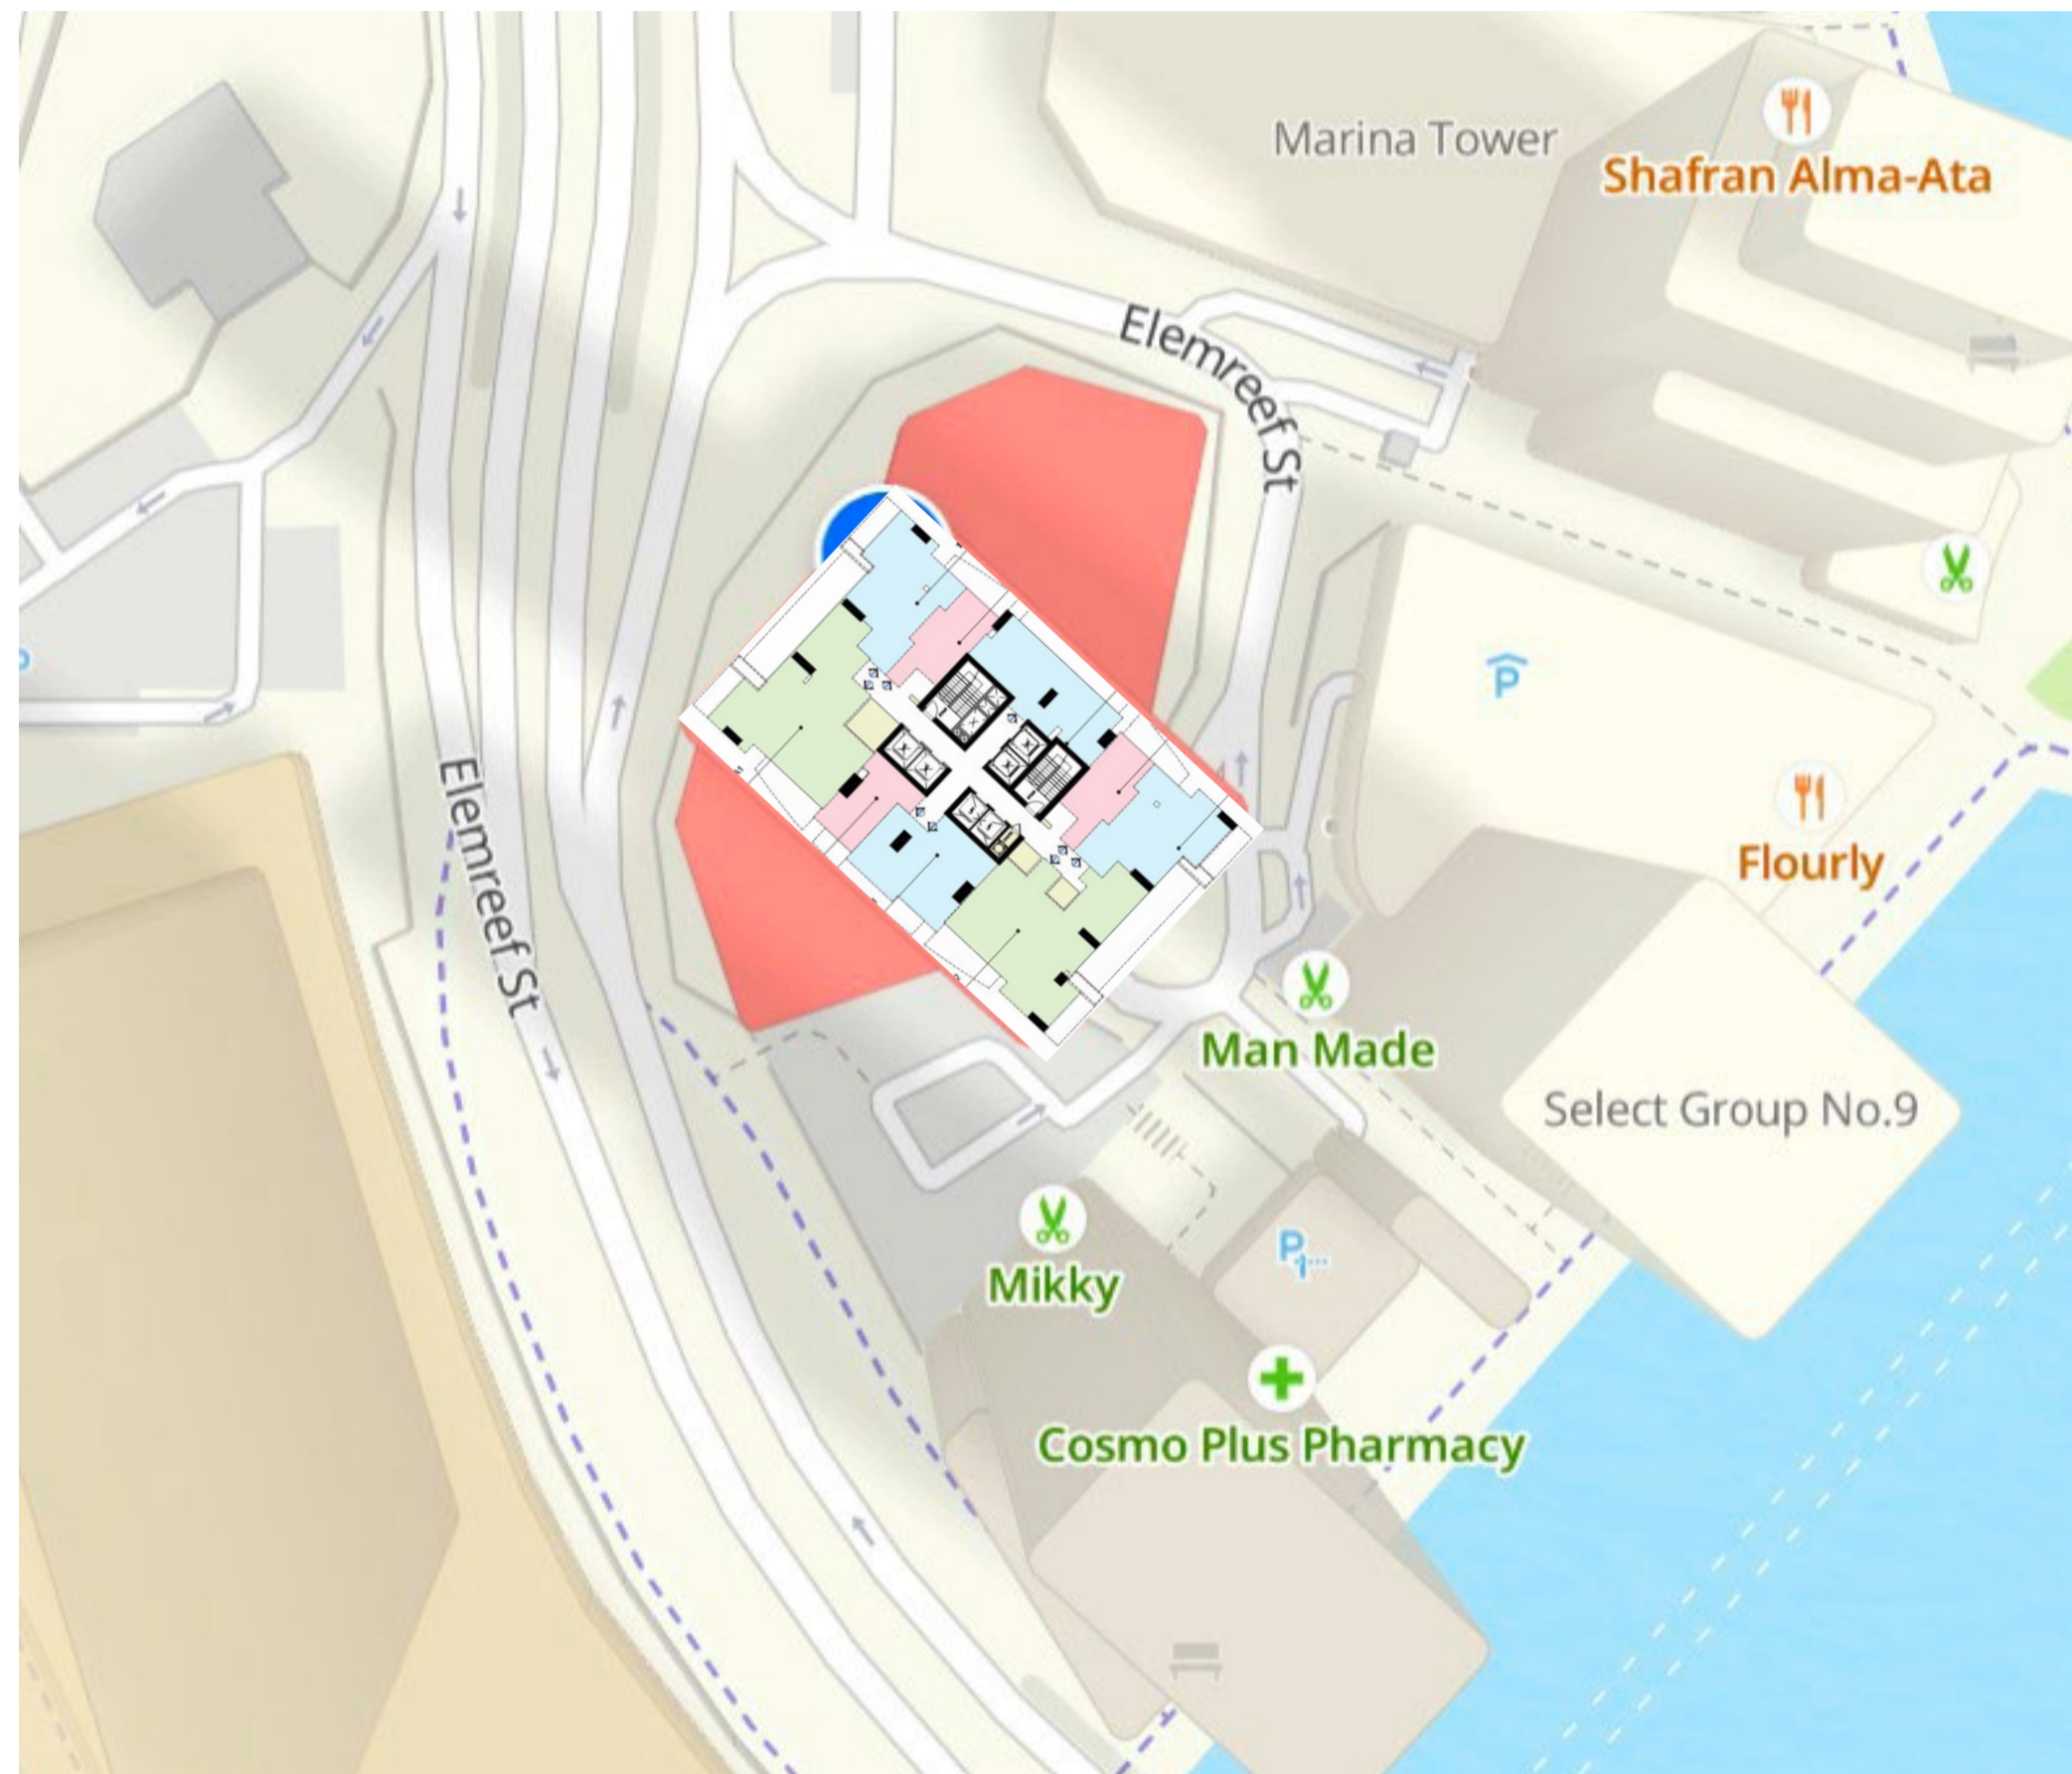 Marina Tower
Shafran Alma-Ata
Elemreef St
P
Elemreef St
Flourly
Man Made
Select Group No.9
Mikky
P...
Cosmo Plus Pharmacy